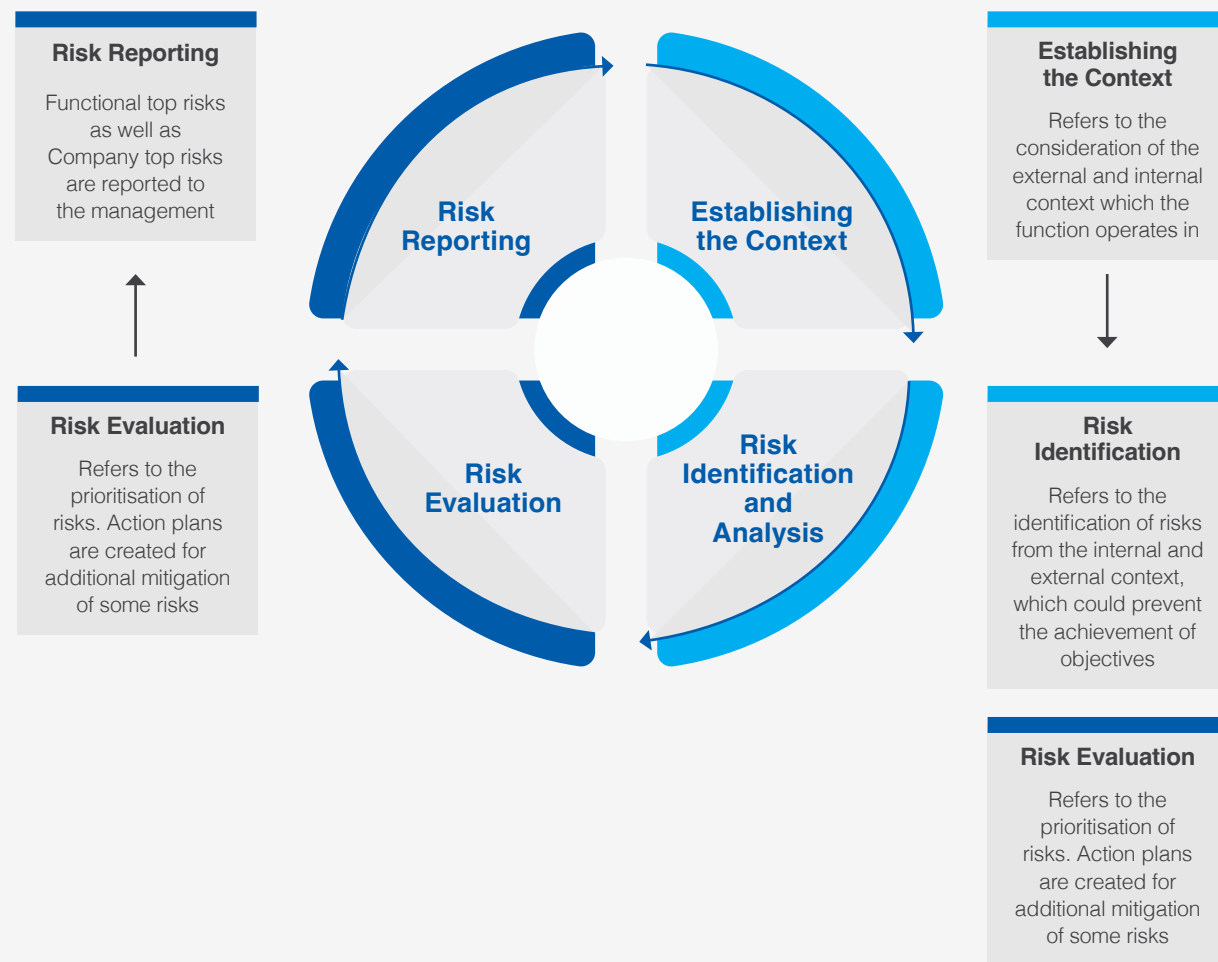 Risk Reporting
Functional top risks
as well as
Company top risks
are reported to
the management
Risk Evaluation
Refers to the
prioritisation of
risks. Action plans
are created for
additional mitigation
of some risks
Risk
Reporting
Establishing
the Context
Risk
Evaluation
Risk
Identification
and
Analysis
Establishing
the Context
Refers to the
consideration of the
external and internal
context which the
function operates in
Risk
Identification
Refers to the
identification of risks
from the internal and
external context,
which could prevent
the achievement of
objectives
Risk Evaluation
Refers to the
prioritisation of
risks. Action plans
are created for
additional mitigation
of some risks